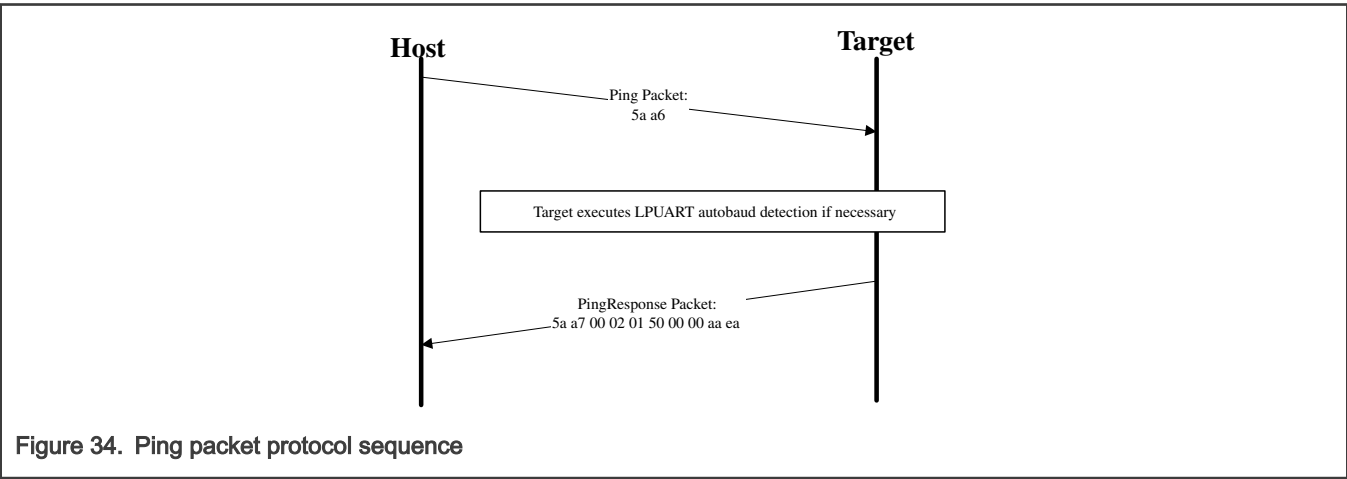 Host
Target
Ping Packet:
5a a6
Target executes LPUART autobaud detection if necessary
PingResponse Packet:
5a a7 00 02 01 50 00 00 aa ea
Figure 34. Ping packet protocol sequence